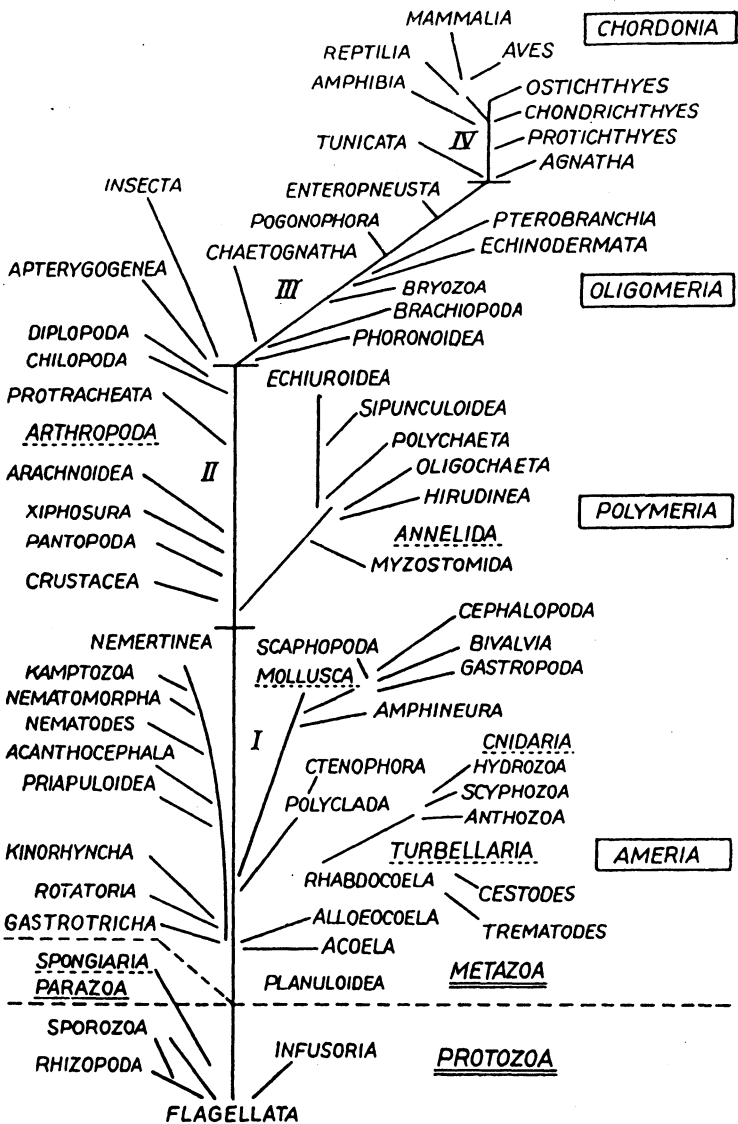 MAMMALIA
CHORDONIA
REPTILIA
AVES
AMPHIBIA
OSTICHTHYES
CHONDRICHTHYES
PROTICHTHYES
TUNICATA
IV
AGNATHA
INSECTA
ENTEROPNEUSTA
POGONOPHORA
PTEROBRANCHIA
CHAETOGNATHA
ECHINODERMATA
APTERYGOGENEA
III
BRYOZOA
OLIGOMERIA
BRACHIOPODA
DIPLOPODA
PHORONOIDEA
CHILOPODA
ECHIUROIDEA
PROTRACHEATA
SIPUNCULOIDEA
ARTHROPODA
POLYCHAETA
II
OLIGOCHAETA
ARACHNOIDEA
HIRUDINEA
XIPHOSURA
POLYMERIA
ANNELIDA
PANTOPODA
MYZOSTOMIDA
CRUSTACEA
CEPHALOPODA
NEMERTINEA
SCAPHOPODA
BIVALVIA
KAMPTOZOA
MOLLUSCA
GASTROPODA
NEMATOMORPHA
AMPHINEURA
NEMATODES
I
CNIDARIA
ACANTHOCEPHALA
CTENOPHORA
HYDROZOA
PRIAPULOIDEA
SCYPHOZOA
POLYCLADA
ANTHOZOA
KINORHYNCHA
TURBELLARIA
AMERIA
RHABDOCOELA
ROTATORIA
CESTODES
GASTROTRICHA
ALLOEOCOELA
TREMATODES
ACOELA
SPONGIARIA
METAZOA
PARAZOA
PLANULOIDEA
SPOROZOA
INFUSORIA
PROTOZOA
RHIZOPODA
FLAGELLATA